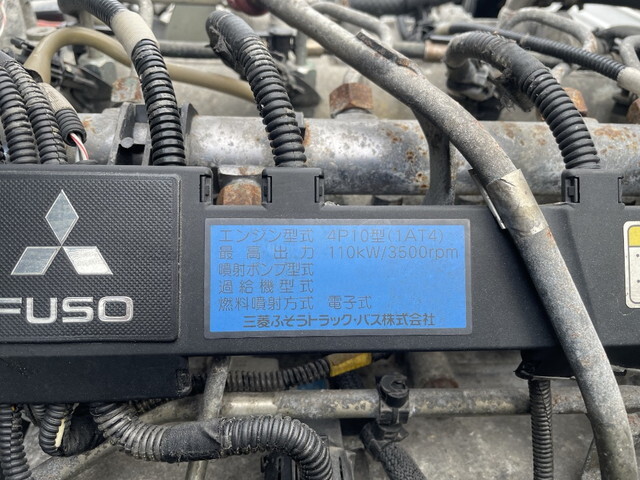 FUSO
エンジン型式 4P10型(1AT4)
最高出力 110kW/3500rpm
噴射ポンプ型式
過給機型式
燃料噴射方式 電子式
三菱ふそうトラック・バス株式会社